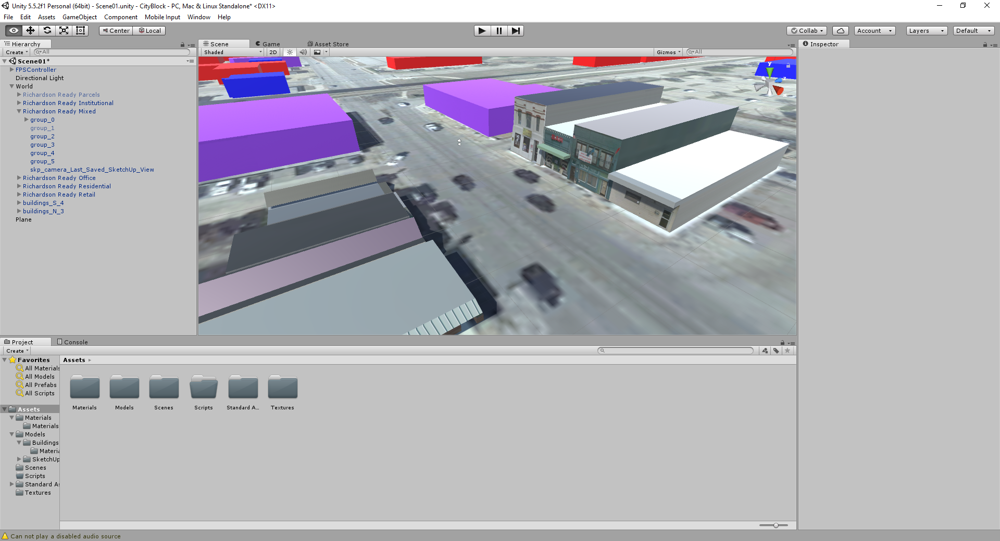 Unity 5.5.2f1 Personal (64bit) - Scene01.unity - CityBlock - PC, Mac & Linux Standalone* <DX11>
File Edit Assets GameObject Component Mobile Input Window Help
Center Local Collab Account Layers Default
Hierarchy
Create All
Scene01*
FPSController
Directional Light
World
Richardson Ready Parcels
Richardson Ready Institutional
Richardson Ready Mixed
group_0
group_1
group_2
group_3
group_4
group_5
skp_camera_Last_Saved_SketchUp_View
Richardson Ready Office
Richardson Ready Residential
Richardson Ready Retail
buildings_S_4
buildings_N_3
Plane
Scene Game Asset Store
Shaded 2D Gizmos All
y
z
x
BAR
Inspector
Project Console
Create
Favorites
All Materials
All Models
All Prefabs
All Scripts
Assets
Materials
Materials
Models
Buildings
Materia
SketchUp
Scenes
Scripts
Standard As
Textures
Assets
Materials Models Scenes Scripts Standard A... Textures
Can not play a disabled audio source